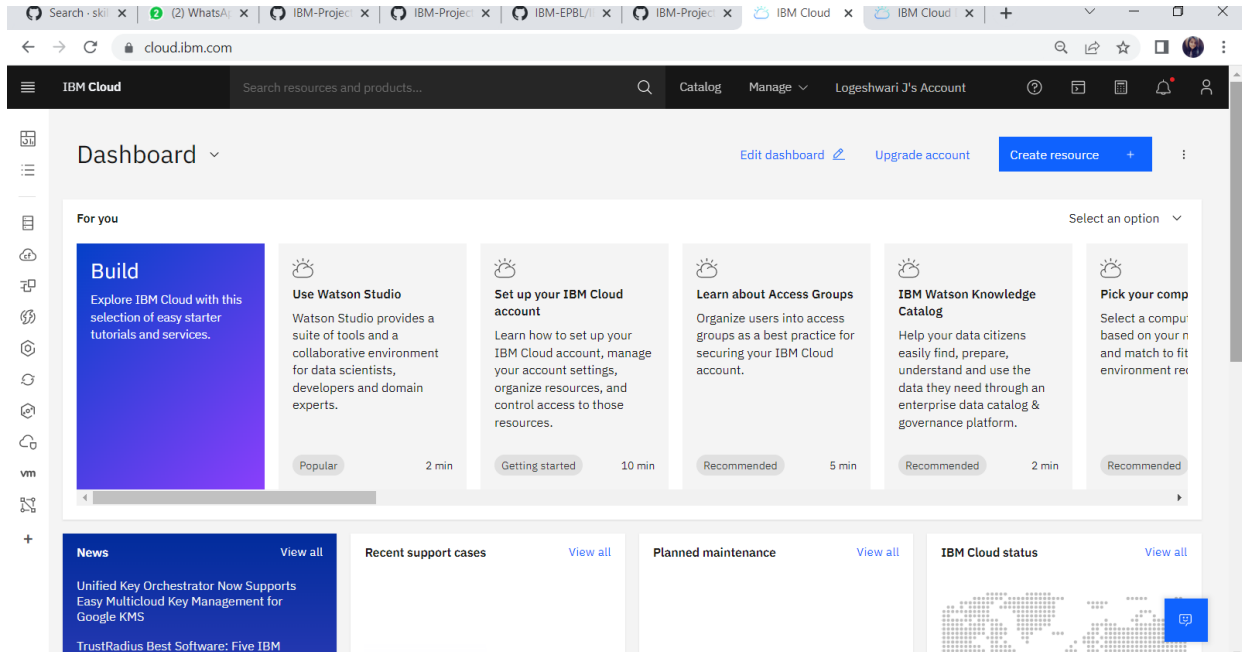 Search · skil
(2) WhatsA
IBM-Project
IBM-Project
IBM-EPBL/I
IBM-Project
IBM Cloud
IBM Cloud
cloud.ibm.com
IBM Cloud
Search resources and products...
Catalog
Manage
Logeshwari J's Account
Dashboard
Edit dashboard
Upgrade account
Create resource +
For you
Select an option
Build
Explore IBM Cloud with this
selection of easy starter
tutorials and services.
Use Watson Studio
Watson Studio provides a
suite of tools and a
collaborative environment
for data scientists,
developers and domain
experts.
Popular
2 min
Set up your IBM Cloud
account
Learn how to set up your
IBM Cloud account, manage
your account settings,
organize resources, and
control access to those
resources.
Getting started
10 min
Learn about Access Groups
Organize users into access
groups as a best practice for
securing your IBM Cloud
account.
Recommended
5 min
IBM Watson Knowledge
Catalog
Help your data citizens
easily find, prepare,
understand and use the
data they need through an
enterprise data catalog &
governance platform.
Recommended
2 min
Pick your comp
Select a comput
based on your n
and match to fit
environment rec
Recommended
vm
News
View all
Unified Key Orchestrator Now Supports
Easy Multicloud Key Management for
Google KMS
TrustRadius Best Software: Five IBM
Recent support cases
View all
Planned maintenance
View all
IBM Cloud status
View all